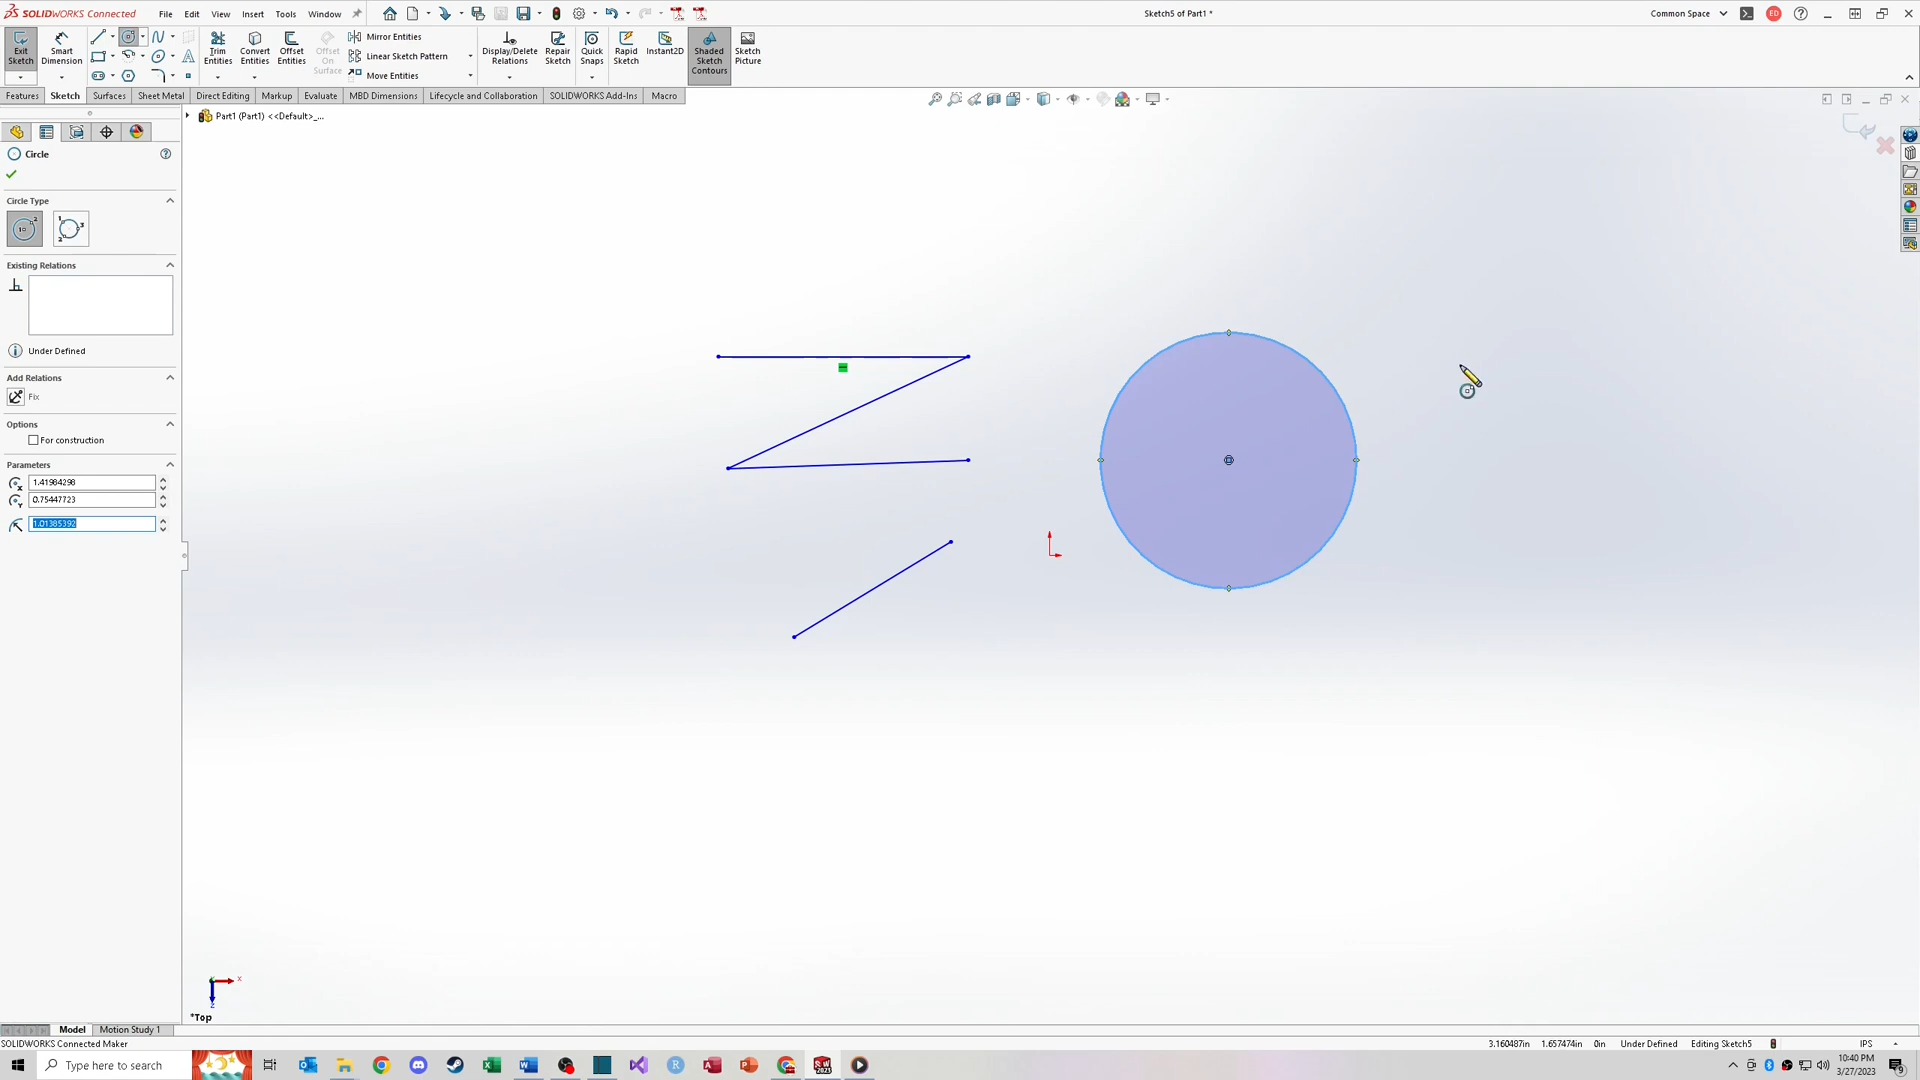 SOLIDWORKS Connected
File
Edit
View
Insert
Tools
Window
Sketch5 of Part1 *
Common Space
ED
Exit
Sketch
Smart
Dimension
Trim
Entities
Convert
Entities
Offset
Entities
Offset
On
Surface
Mirror Entities
Linear Sketch Pattern
Move Entities
Display/Delete
Relations
Repair
Sketch
Quick
Snaps
Rapid
Sketch
Instant2D
Shaded
Sketch
Contours
Sketch
Picture
Features
Sketch
Surfaces
Sheet Metal
Direct Editing
Markup
Evaluate
MBD Dimensions
Lifecycle and Collaboration
SOLIDWORKS Add-Ins
Macro
Part1 (Part1) <<Default>_...
Circle
Circle Type
Existing Relations
Under Defined
Add Relations
Fix
Options
For construction
Parameters
1.41984298
0.75447723
1.01385392
x
z
*Top
Model
Motion Study 1
SOLIDWORKS Connected Maker
3.160487in
1.657474in
0in
Under Defined
Editing Sketch5
IPS
Type here to search
10:40 PM
3/27/2023